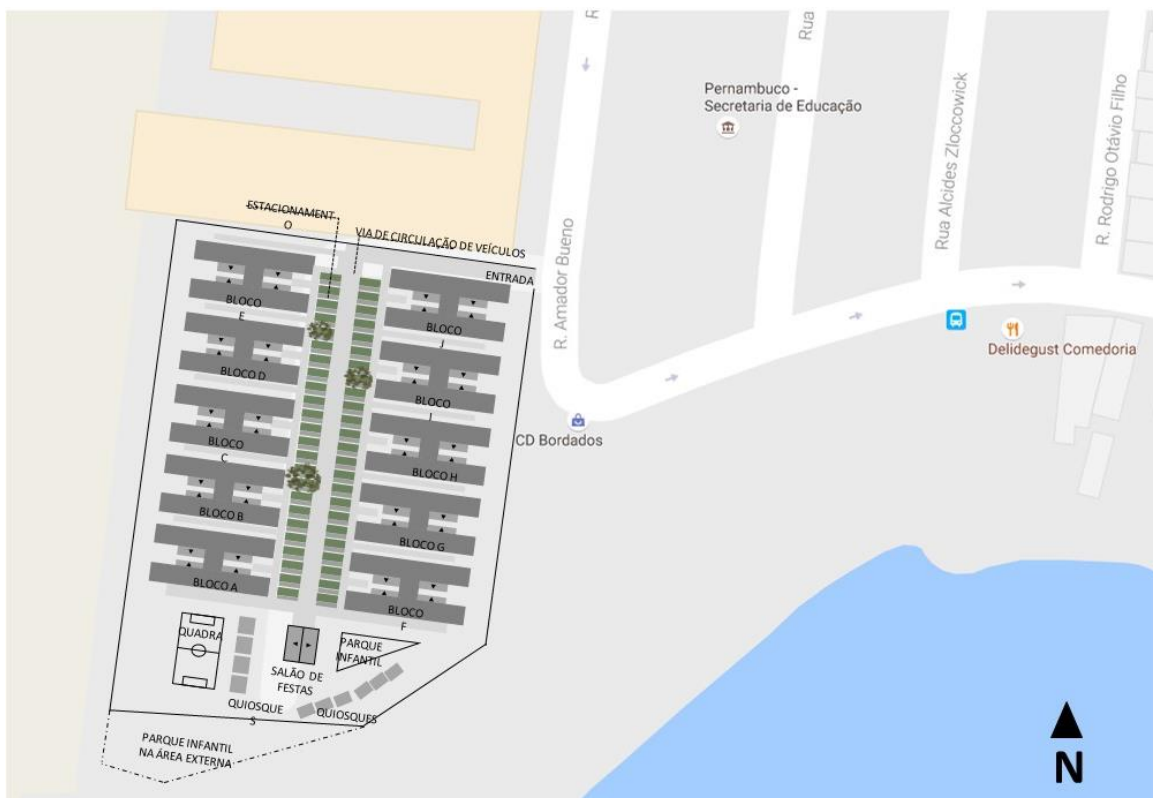 R
Rua
Pernambuco -
Secretaria de Educação
Rua Alcides Zloccowick
R. Rodrigo Otávio Filho
R. Amador Bueno
ESTACIONAMENT
O
VIA DE CIRCULAÇÃO DE VEÍCULOS
ENTRADA
BLOCO
E
BLOCO
J
BLOCO D
BLOCO
I
BLOCO
C
BLOCO H
BLOCO B
BLOCO G
BLOCO A
BLOCO
F
Delidegust Comedoria
CD Bordados
QUADRA
PARQUE
INFANTIL
SALÃO DE
FESTAS
QUIOSQUE
S
QUIOSQUES
PARQUE INFANTIL
NA ÁREA EXTERNA
N